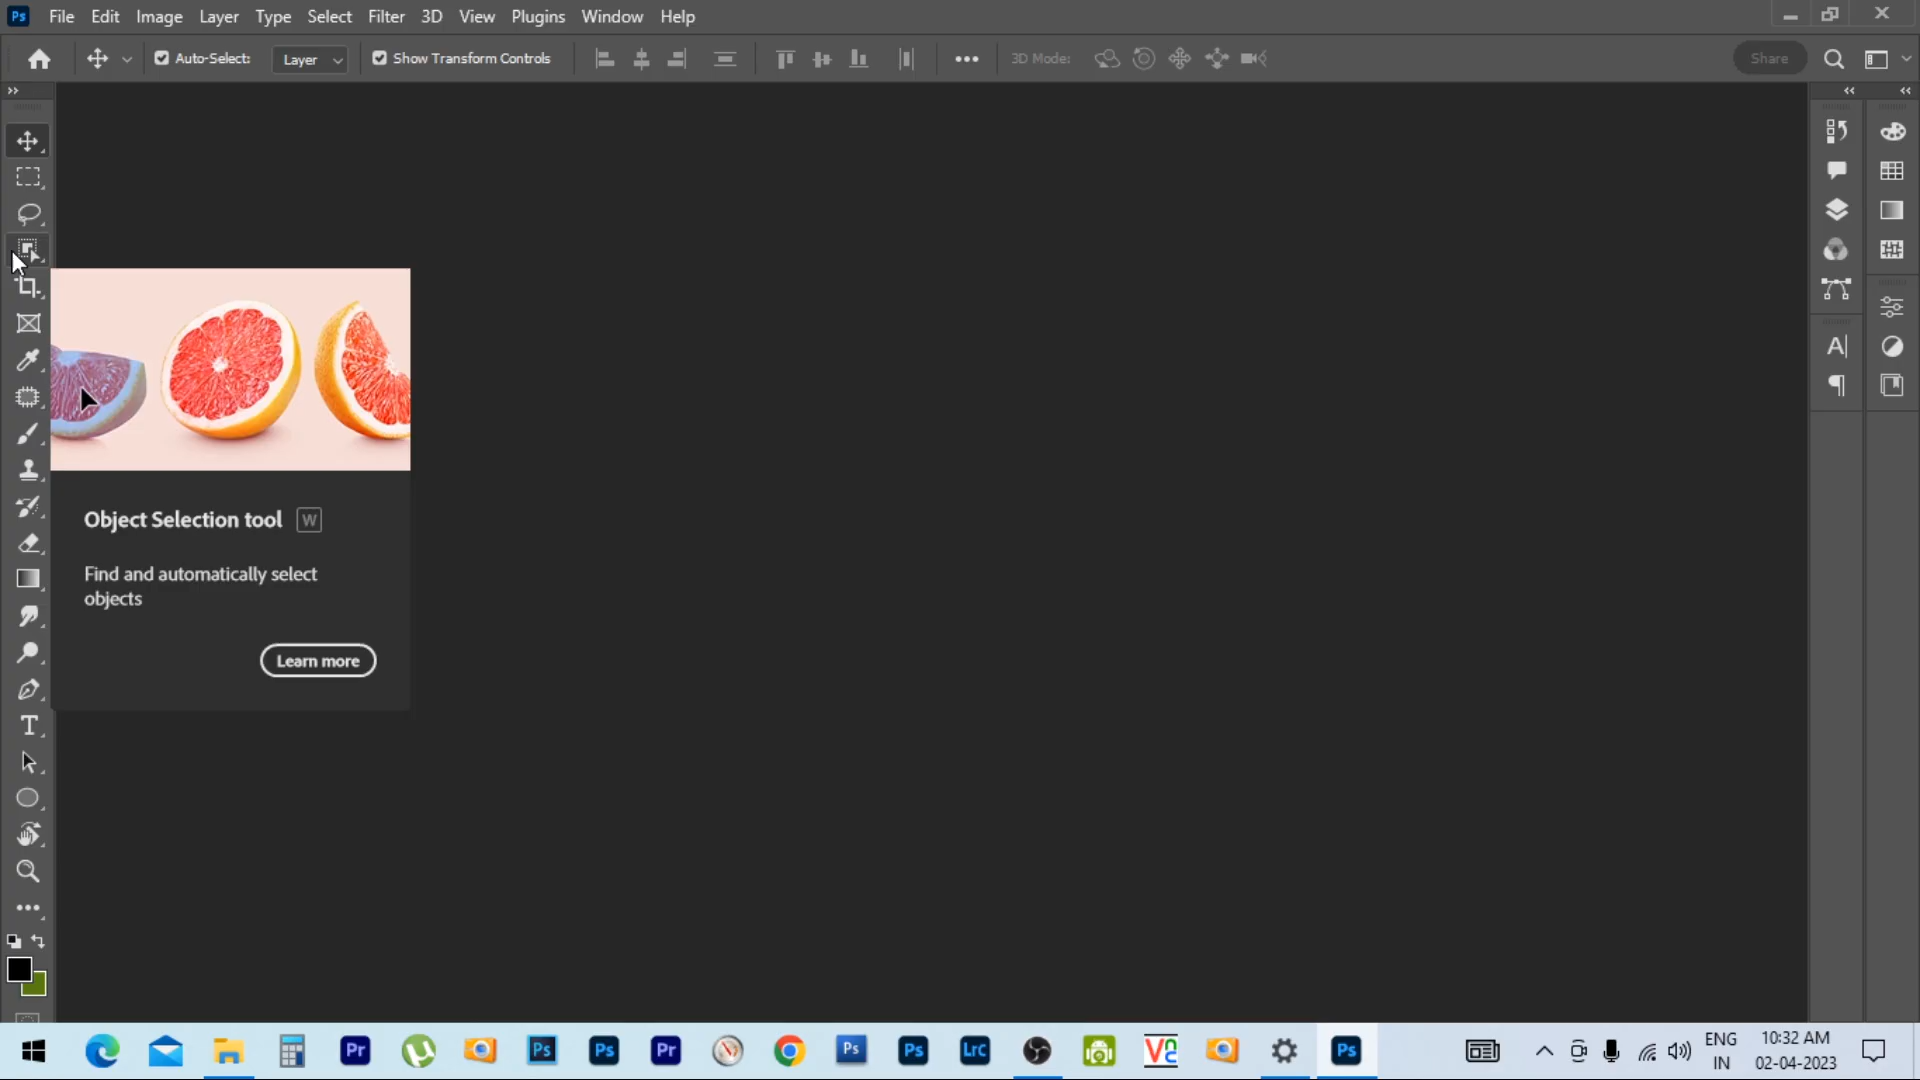 Ps File Edit Image Layer Type Select Filter 3D View Plugins Window Help
Auto-Select: Layer Show Transform Controls 3D Mode: Share
Object Selection tool W
Find and automatically select
objects
Learn more
Pr Ps Ps Pr Ps Ps LrC Ps
ENG 10:32 AM
IN 02-04-2023